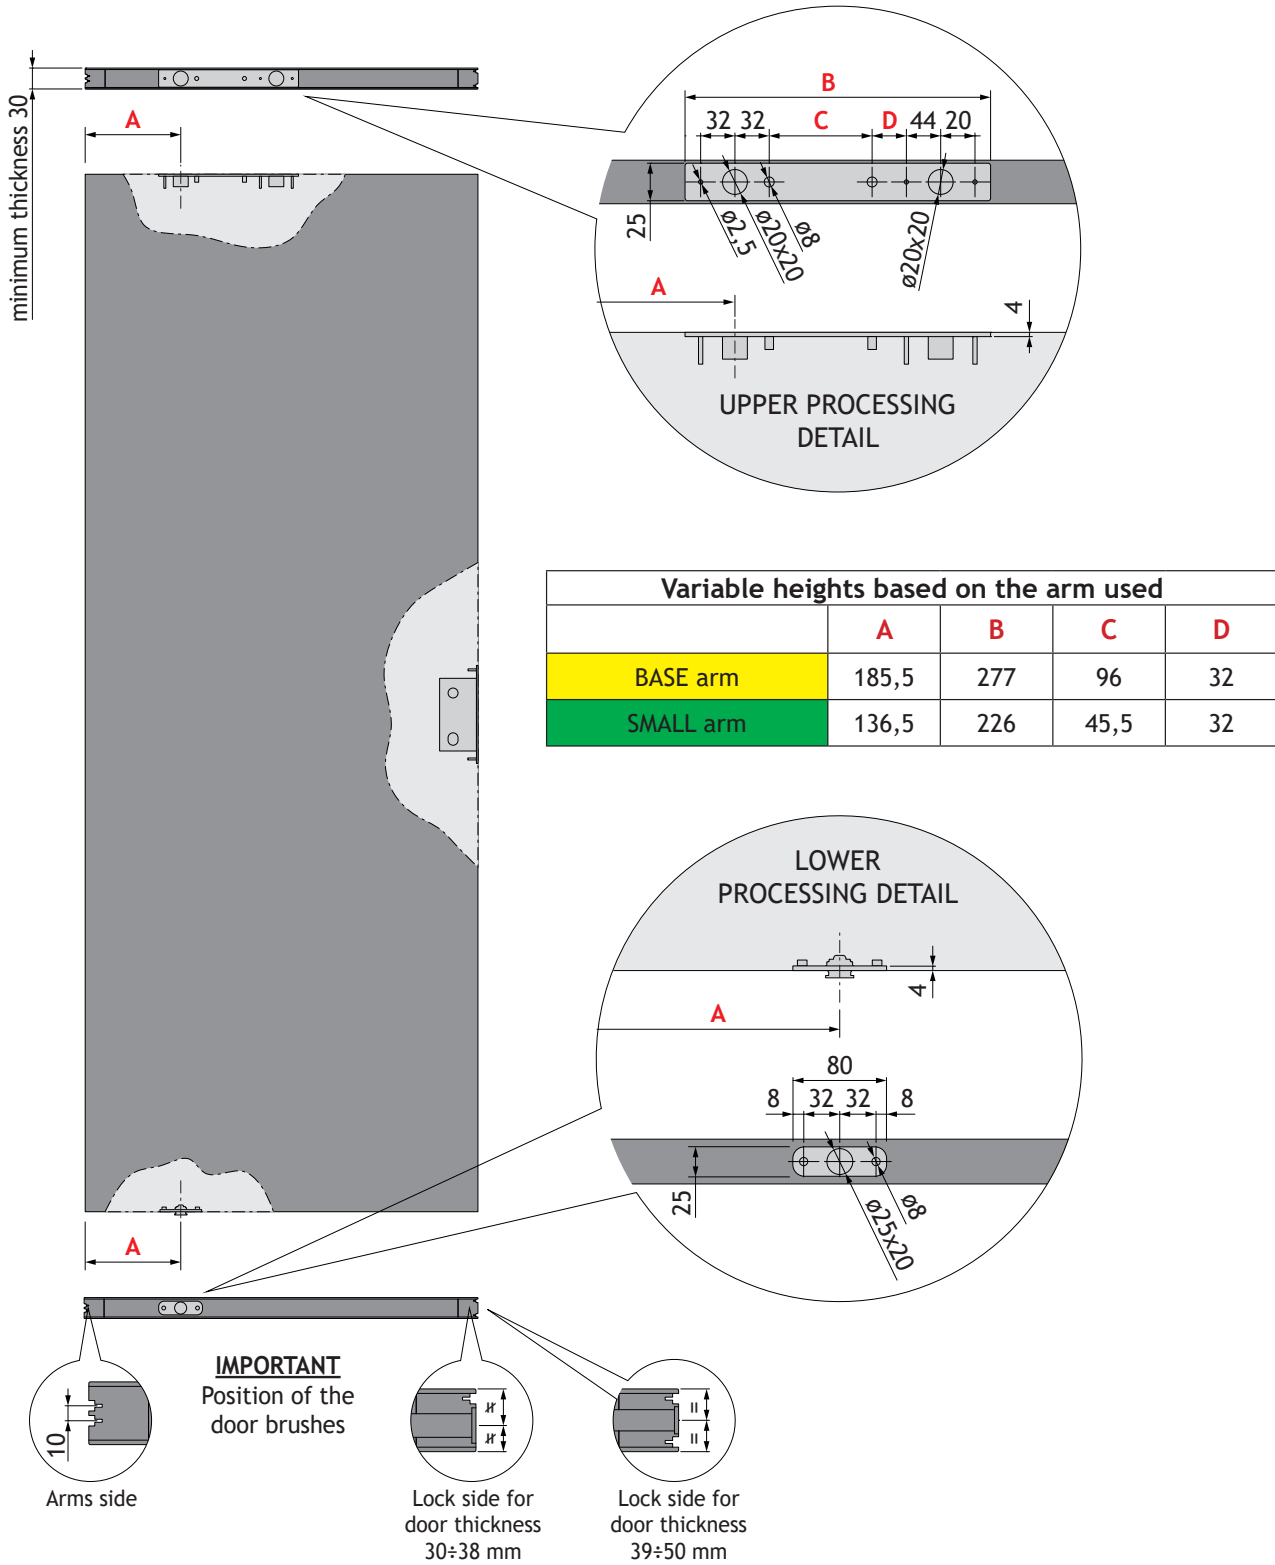 minimum thickness 30
A
B
32 32 C D 44 20
25
ø2,5
ø20x20
ø8
ø20x20
A
4
UPPER PROCESSING
DETAIL
Variable heights based on the arm used
A B C D
BASE arm 185,5 277 96 32
SMALL arm 136,5 226 45,5 32
LOWER
PROCESSING DETAIL
4
A
80
8 32 32 8
25
ø8
ø25x20
A
IMPORTANT
Position of the
door brushes
10
Arms side
Lock side for
door thickness
30÷38 mm
=
=
Lock side for
door thickness
39÷50 mm